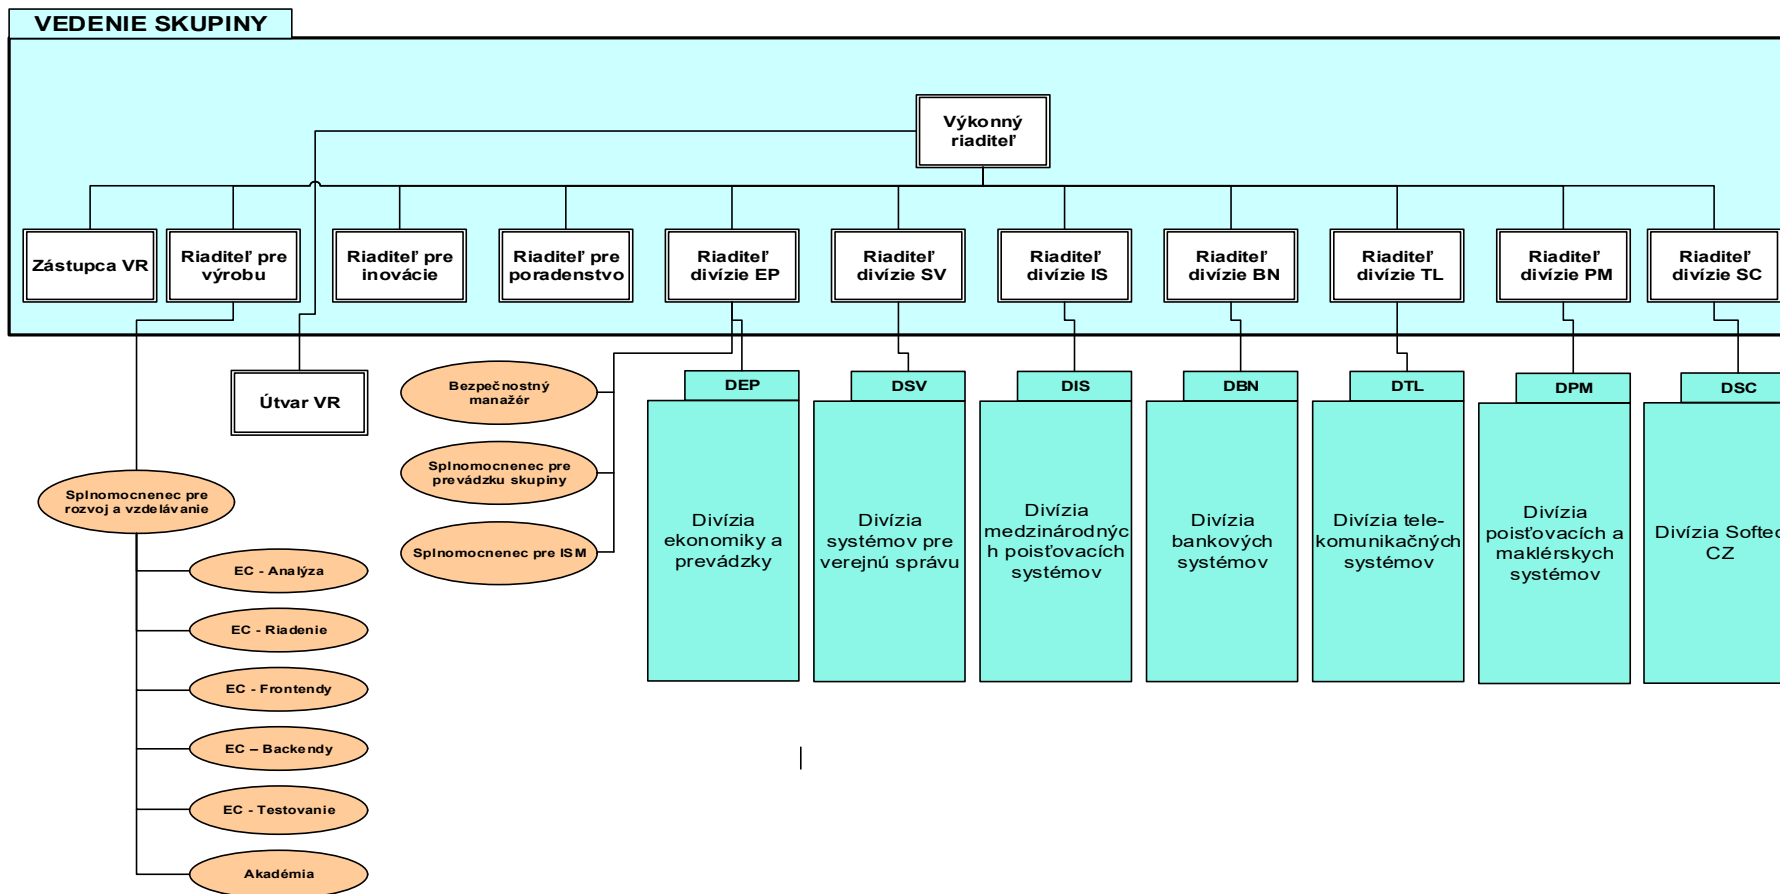 VEDENIE SKUPINY
Výkonný
riaditeľ
Zástupca VR
Riaditeľ pre
výrobu
Riaditeľ pre
inovácie
Riaditeľ pre
poradenstvo
Riaditeľ
divízie EP
Riaditeľ
divízie SV
Riaditeľ
divízie IS
Riaditeľ
divízie BN
Riaditeľ
divízie TL
Riaditeľ
divízie PM
Riaditeľ
divízie SC
Útvar VR
Bezpečnostný
manažér
Splnomocnenec pre
prevádzku skupiny
Splnomocnenec pre ISM
Splnomocnenec pre
rozvoj a vzdelávanie
EC - Analýza
EC - Riadenie
EC - Frontendy
EC – Backendy
EC - Testovanie
Akadémia
DEP
Divízia
ekonomiky a
prevádzky
DSV
Divízia
systémov pre
verejnú správu
DIS
Divízia
medzinárodnýc
h poisťovacích
systémov
DBN
Divízia
bankových
systémov
DTL
Divízia tele-
komunikačných
systémov
DPM
Divízia
poisťovacích a
maklérskych
systémov
DSC
Divízia
CZ